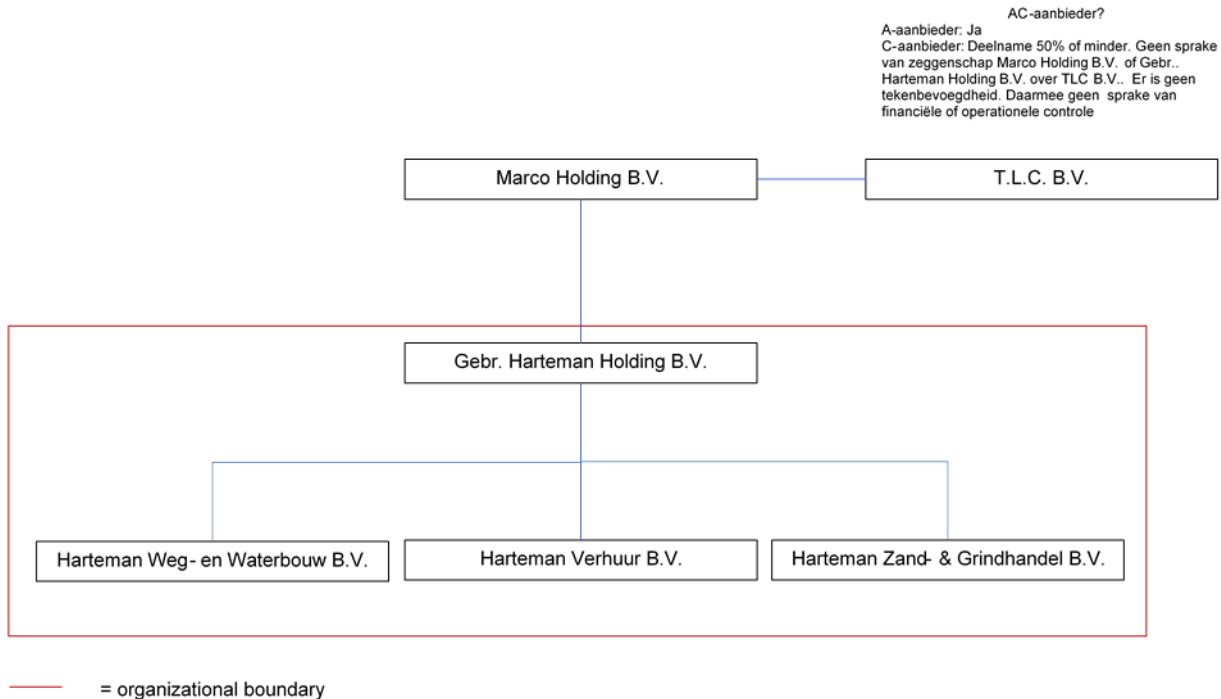 AC-aanbieder?
A-aanbieder: Ja
C-aanbieder: Deelname 50% of minder. Geen sprake
van zeggenschap Marco Holding B.V. of Gebr..
Harteman Holding B.V. over TLC B.V.. Er is geen
tekenbevoegdheid. Daarmee geen sprake van
financiële of operationele controle
Marco Holding B.V.
T.L.C. B.V.
Gebr. Harteman Holding B.V.
Harteman Weg- en Waterbouw B.V.
Harteman Verhuur B.V.
Harteman Zand- & Grindhandel B.V.
= organizational boundary